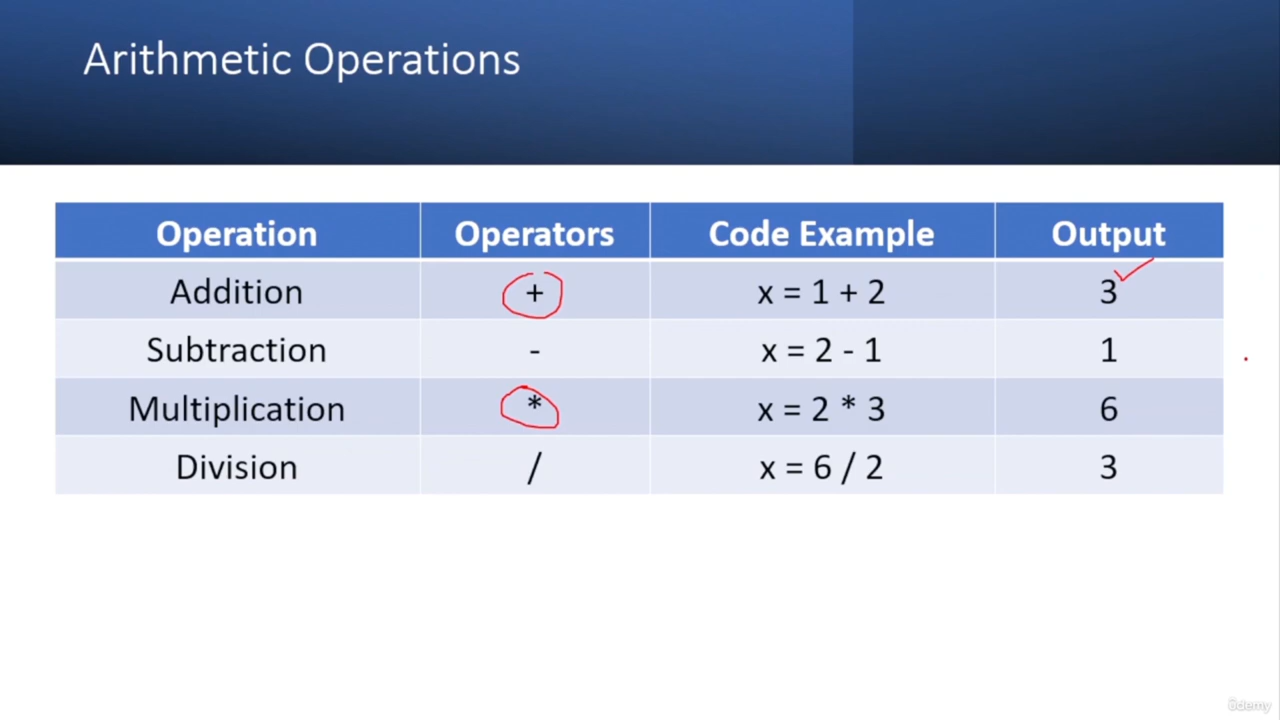 Arithmetic Operations
Operation Operators Code Example Output
Addition + x = 1 + 2 3
Subtraction - x = 2 - 1 1
Multiplication * x = 2 * 3 6
Division / x = 6 / 2 3
ûdemy